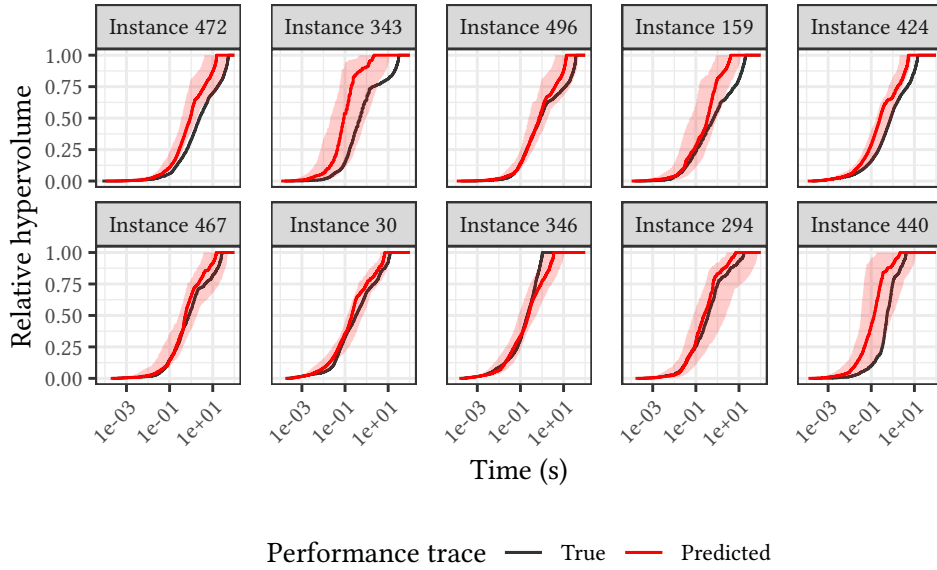 Instance 472 Instance 343 Instance 496 Instance 159 Instance 424
1.00
0.75
0.50
0.25
0.00
Relative hypervolume
Instance 467 Instance 30 Instance 346 Instance 294 Instance 440
1.00
0.75
0.50
0.25
0.00
1e-03 1e-01 1e+01 1e-03 1e-01 1e+01 1e-03 1e-01 1e+01 1e-03 1e-01 1e+01 1e-03 1e-01 1e+01
Time (s)
Performance trace True Predicted